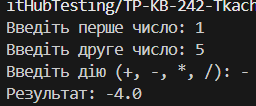 itHubTesting/TP-KB-242-Tkach
Введіть перше число: 1
Введіть друге число: 5
Введіть дію (+, -, *, /): -
Результат: -4.0